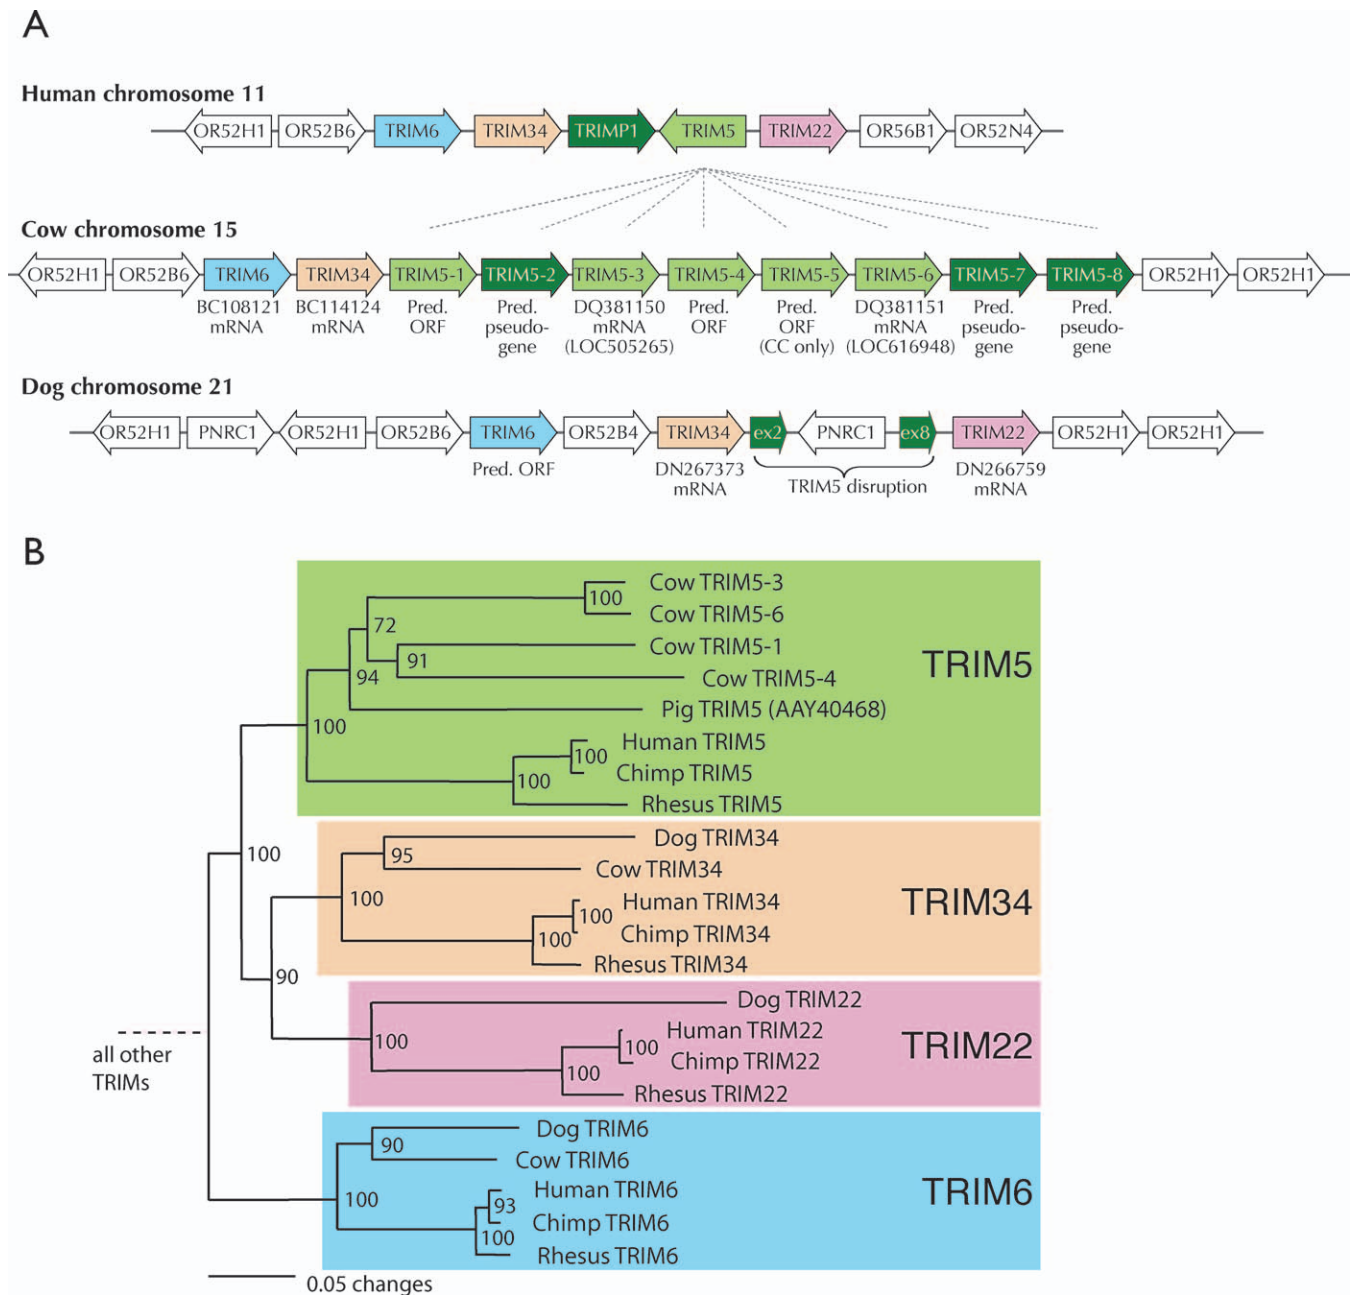 A
Human chromosome 11
OR52H1 OR52B6 TRIM6 TRIM34 TRIMP1 TRIM5 TRIM22 OR56B1 OR52N4
Cow chromosome 15
OR52H1 OR52B6 TRIM6 TRIM34 TRIM5-1 TRIM5-2 TRIM5-3 TRIM5-4 TRIM5-5 TRIM5-6 TRIM5-7 TRIM5-8 OR52H1 OR52H1
BC108121 BC114124 Pred. Pred. DQ381150 Pred. Pred. DQ381151 Pred. Pred.
mRNA mRNA ORF pseudo- mRNA ORF ORF mRNA pseudo- pseudo-
gene (LOC505265) (CC only) (LOC616948) gene gene
Dog chromosome 21
OR52H1 PNRC1 OR52H1 OR52B6 TRIM6 OR52B4 TRIM34 ex2 PNRC1 ex8 TRIM22 OR52H1 OR52H1
Pred. ORF DN267373 TRIM5 disruption DN266759
mRNA mRNA
B
Cow TRIM5-3
100
Cow TRIM5-6
72
Cow TRIM5-1
91
94
Cow TRIM5-4
Pig TRIM5 (AAY40468)
TRIM5
100
Human TRIM5
100
Chimp TRIM5
100
Rhesus TRIM5
Dog TRIM34
95
100
Cow TRIM34
100
Human TRIM34
TRIM34
100
Chimp TRIM34
100
Rhesus TRIM34
90
Dog TRIM22
Human TRIM22
100
100
TRIM22
Chimp TRIM22
100
Rhesus TRIM22
all other
TRIMs
Dog TRIM6
90
Cow TRIM6
Human TRIM6
100
93
TRIM6
Chimp TRIM6
100
Rhesus TRIM6
0.05 changes